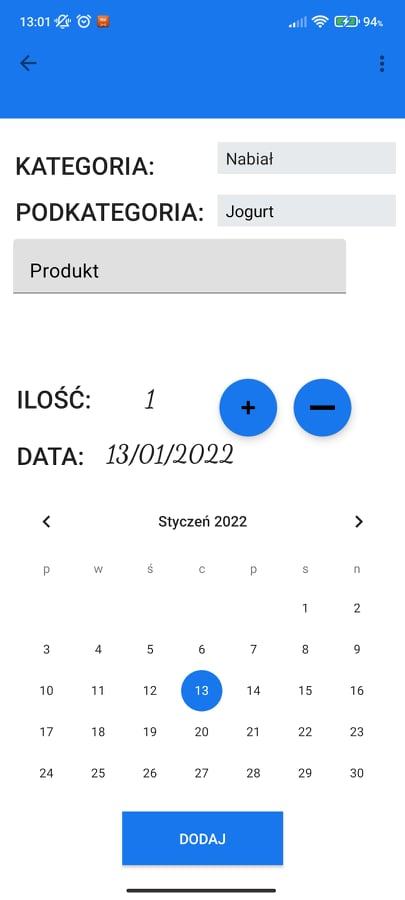 13:01 94%
KATEGORIA: Nabiał
PODKATEGORIA: Jogurt
Produkt
ILOŚĆ: 1 + −
DATA: 13/01/2022
Styczeń 2022
p w ś c p s n
1 2
3 4 5 6 7 8 9
10 11 12 13 14 15 16
17 18 19 20 21 22 23
24 25 26 27 28 29 30
DODAJ